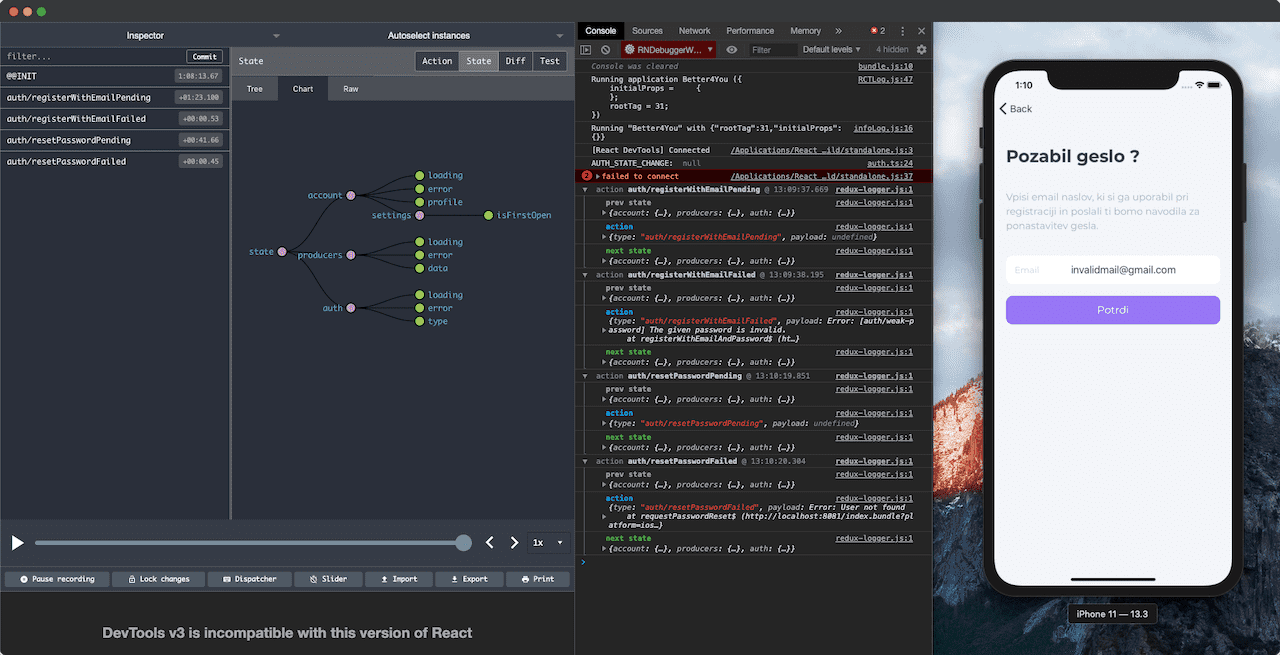 Inspector
Autoselect instances
filter...
Commit
@@INIT 1:08:13.67
auth/registerWithEmailPending +01:23.100
auth/registerWithEmailFailed +00:00.53
auth/resetPasswordPending +00:41.66
auth/resetPasswordFailed +00:00.45
State
Action State Diff Test
Tree Chart Raw
state
account
loading
error
profile
settings
isFirstOpen
producers
loading
error
data
auth
loading
error
type
1x
Pause recording
Lock changes
Dispatcher
Slider
Import
Export
Print
DevTools v3 is incompatible with this version of React
Console Sources Network Performance Memory » 2
RNDebuggerW... Filter Default levels 4 hidden
Console was cleared bundle.js:10
Running application Better4You ({ RCTLog.js:47
initialProps = {
};
rootTag = 31;
})
Running "Better4You" with {"rootTag":31,"initialProps": infoLog.js:16
{}}
[React DevTools] Connected /Applications/React …ild/standalone.js:3
AUTH_STATE_CHANGE: null auth.ts:24
2 failed to connect /Applications/React …ld/standalone.js:37
action auth/registerWithEmailPending @ 13:09:37.669 redux-logger.js:1
prev state redux-logger.js:1
{account: {…}, producers: {…}, auth: {…}}
action redux-logger.js:1
{type: "auth/registerWithEmailPending", payload: undefined}
next state redux-logger.js:1
{account: {…}, producers: {…}, auth: {…}}
action auth/registerWithEmailFailed @ 13:09:38.195 redux-logger.js:1
prev state redux-logger.js:1
{account: {…}, producers: {…}, auth: {…}}
action redux-logger.js:1
{type: "auth/registerWithEmailFailed", payload: Error: [auth/weak-p
assword] The given password is invalid.
at registerWithEmailAndPassword$ (ht…}
next state redux-logger.js:1
{account: {…}, producers: {…}, auth: {…}}
action auth/resetPasswordPending @ 13:10:19.851 redux-logger.js:1
prev state redux-logger.js:1
{account: {…}, producers: {…}, auth: {…}}
action redux-logger.js:1
{type: "auth/resetPasswordPending", payload: undefined}
next state redux-logger.js:1
{account: {…}, producers: {…}, auth: {…}}
action auth/resetPasswordFailed @ 13:10:20.304 redux-logger.js:1
prev state redux-logger.js:1
{account: {…}, producers: {…}, auth: {…}}
action redux-logger.js:1
{type: "auth/resetPasswordFailed", payload: Error: User not found
at requestPasswordReset$ (http://localhost:8081/index.bundle?pl
atform=ios…}
next state redux-logger.js:1
{account: {…}, producers: {…}, auth: {…}}
1:10
Back
Pozabil geslo ?
Vpisi email naslov, ki si ga uporabil pri
registraciji in poslali ti bomo navodila za
ponastavitev gesla.
Email invalidmail@gmail.com
Potrdi
iPhone 11 — 13.3